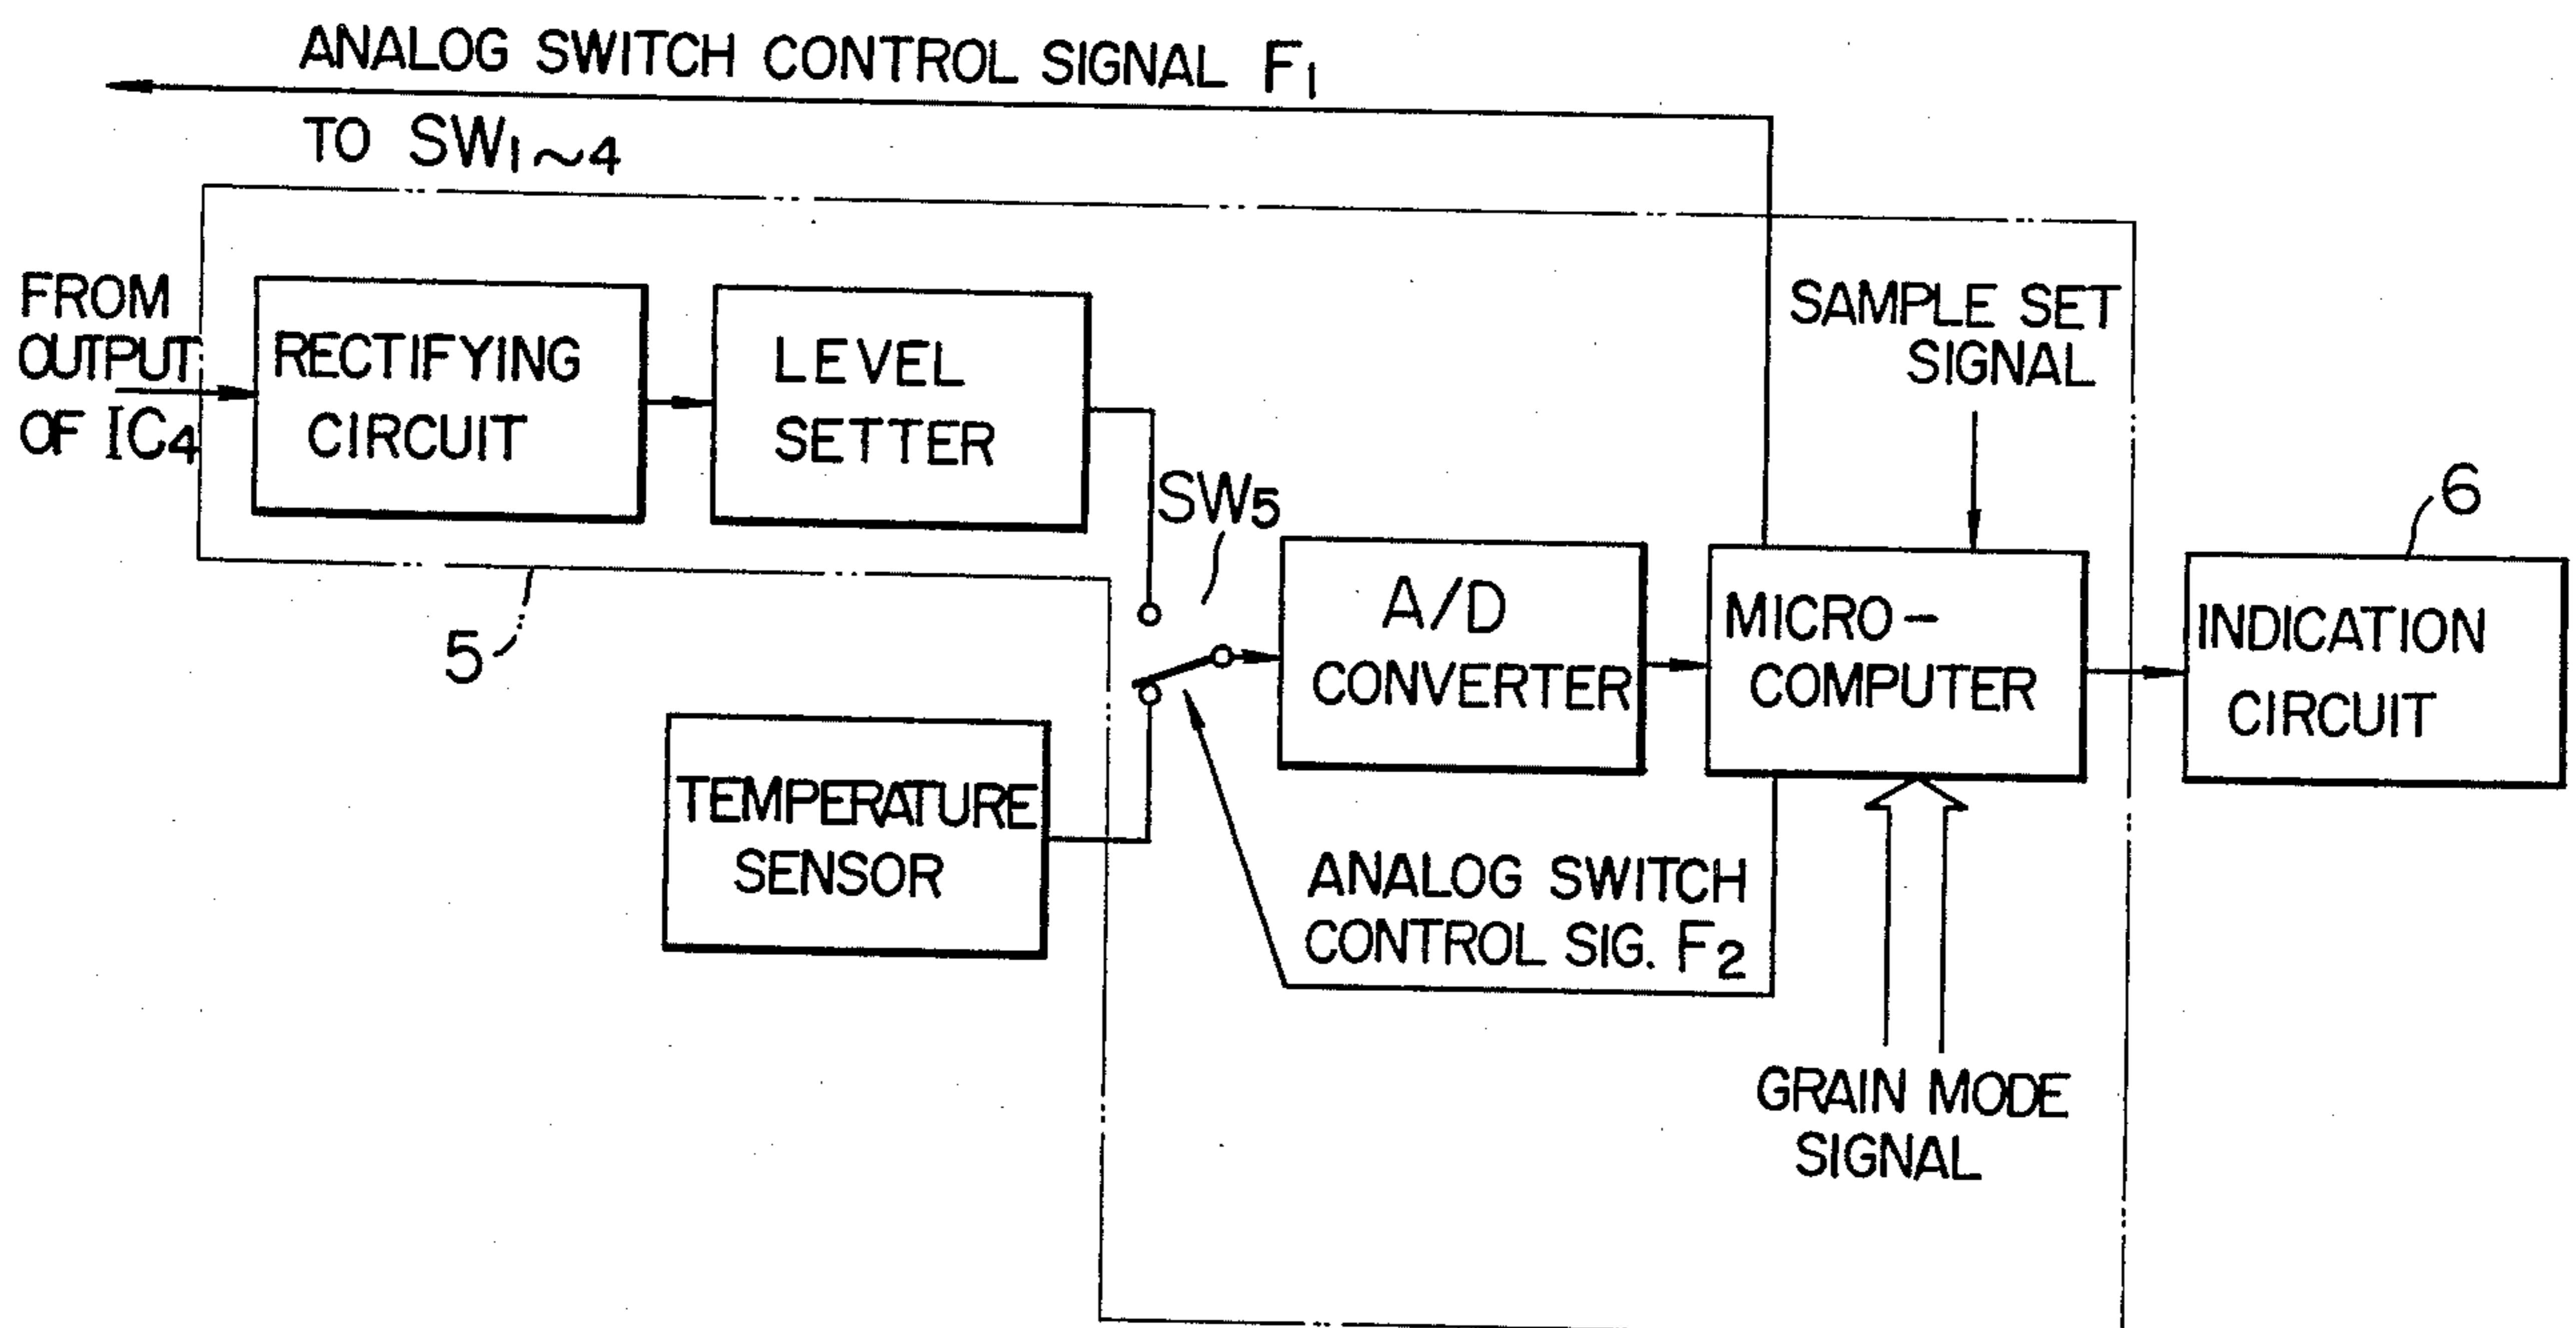 ANALOG SWITCH CONTROL SIGNAL F1
TO SW1~4
FROM
OUTPUT
OF IC4
RECTIFYING
CIRCUIT
LEVEL
SETTER
SW5
SAMPLE SET
SIGNAL
6
5
A/D
CONVERTER
MICRO-
COMPUTER
INDICATION
CIRCUIT
TEMPERATURE
SENSOR
ANALOG SWITCH
CONTROL SIG. F2
GRAIN MODE
SIGNAL